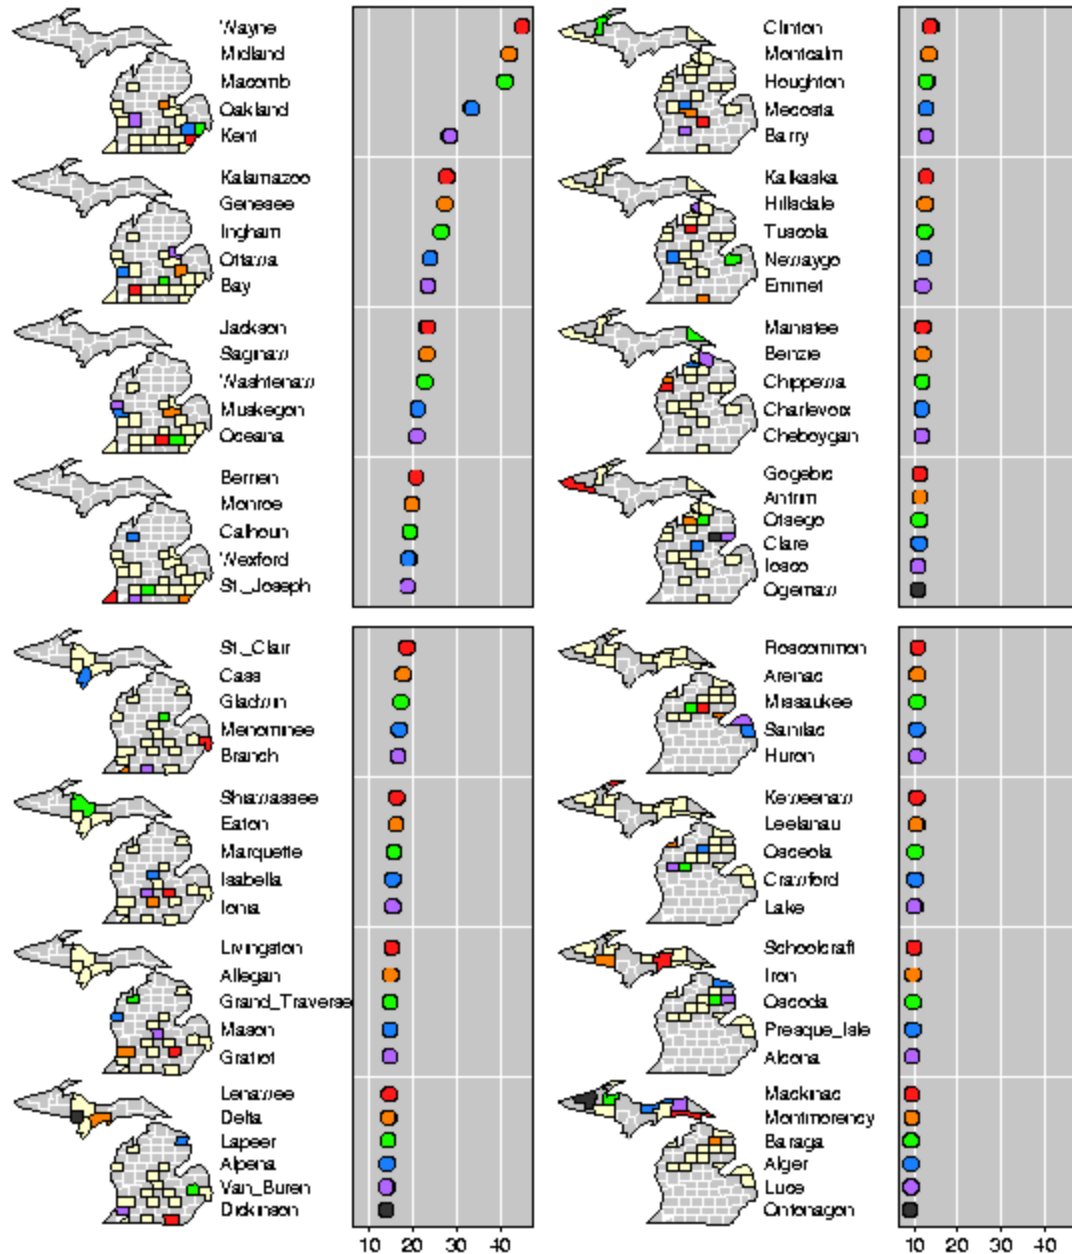 Wayne
Midland
Macomb
Oakland
Kent
Kalamazoo
Genesee
Ingham
Ottawa
Bay
Jackson
Saginaw
Washtenaw
Muskegon
Oceana
Berrien
Monroe
Calhoun
Wexford
St._Joseph
St._Clair
Cass
Gladwin
Menominee
Branch
Shiawassee
Eaton
Marquette
Isabella
Ionia
Livingston
Allegan
Grand_Traverse
Mason
Gratiot
Lenawee
Delta
Lapeer
Alpena
Van_Buren
Dickinson
10 20 30 40
Clinton
Montcalm
Houghton
Mecosta
Barry
Kalkaska
Hillsdale
Tuscola
Newaygo
Emmet
Manistee
Benzie
Chippewa
Charlevoix
Cheboygan
Gogebic
Antrim
Otsego
Clare
Iosco
Ogemaw
Roscommon
Arenac
Missaukee
Sanilac
Huron
Keweenaw
Leelanau
Osceola
Crawford
Lake
Schoolcraft
Iron
Oscoda
Presque_Isle
Alcona
Mackinac
Montmorency
Baraga
Alger
Luce
Ontonagon
10 20 30 40